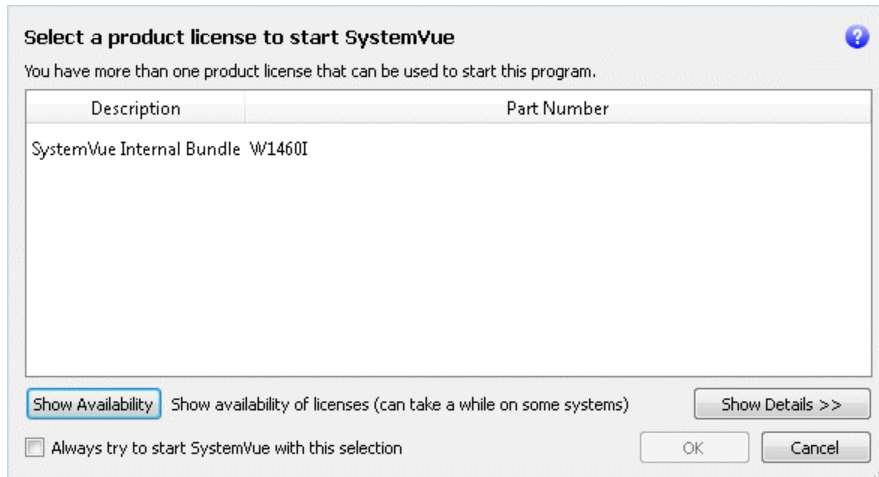 Select a product license to start SystemVue
?
You have more than one product license that can be used to start this program.
Description Part Number
SystemVue Internal Bundle W1460I
Show Availability Show availability of licenses (can take a while on some systems) Show Details >>
Always try to start SystemVue with this selection OK Cancel